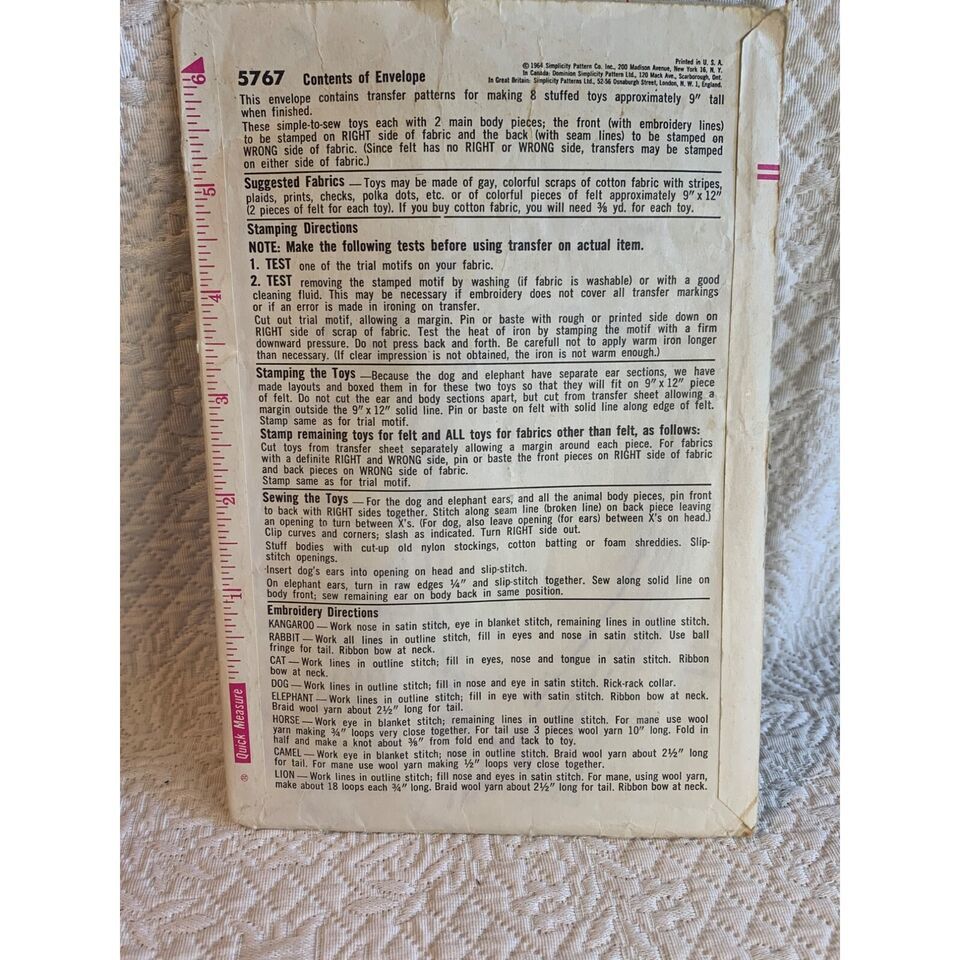 Printed in U. S. A.
© 1964 Simplicity Pattern Co. Inc., 200 Madison Avenue, New York 16, N. Y.
In Canada: Dominion Simplicity Pattern Ltd., 120 Mack Ave., Scarborough, Ont.
In Great Britain: Simplicity Patterns Ltd., 52-56 Osnaburgh Street, London, N. W. 1, England.
5767 Contents of Envelope
This envelope contains transfer patterns for making 8 stuffed toys approximately 9" tall
when finished.
These simple-to-sew toys each with 2 main body pieces; the front (with embroidery lines)
to be stamped on RIGHT side of fabric and the back (with seam lines) to be stamped on
WRONG side of fabric. (Since felt has no RIGHT or WRONG side, transfers may be stamped
on either side of fabric.)
Suggested Fabrics — Toys may be made of gay, colorful scraps of cotton fabric with stripes,
plaids, prints, checks, polka dots, etc. or of colorful pieces of felt approximately 9" x 12"
(2 pieces of felt for each toy). If you buy cotton fabric, you will need ⅜ yd. for each toy.
Stamping Directions
NOTE: Make the following tests before using transfer on actual item.
1. TEST one of the trial motifs on your fabric.
2. TEST removing the stamped motif by washing (if fabric is washable) or with a good
cleaning fluid. This may be necessary if embroidery does not cover all transfer markings
or if an error is made in ironing on transfer.
Cut out trial motif, allowing a margin. Pin or baste with rough or printed side down on
RIGHT side of scrap of fabric. Test the heat of iron by stamping the motif with a firm
downward pressure. Do not press back and forth. Be carefull not to apply warm iron longer
than necessary. (If clear impression is not obtained, the iron is not warm enough.)
Stamping the Toys — Because the dog and elephant have separate ear sections, we have
made layouts and boxed them in for these two toys so that they will fit on 9" x 12" piece
of felt. Do not cut the ear and body sections apart, but cut from transfer sheet allowing a
margin outside the 9" x 12" solid line. Pin or baste on felt with solid line along edge of felt.
Stamp same as for trial motif.
Stamp remaining toys for felt and ALL toys for fabrics other than felt, as follows:
Cut toys from transfer sheet separately allowing a margin around each piece. For fabrics
with a definite RIGHT and WRONG side, pin or baste the front pieces on RIGHT side of fabric
and back pieces on WRONG side of fabric.
Stamp same as for trial motif.
Sewing the Toys — For the dog and elephant ears, and all the animal body pieces, pin front
to back with RIGHT sides together. Stitch along seam line (broken line) on back piece leaving
an opening to turn between X's. (For dog, also leave opening (for ears) between X's on head.)
Clip curves and corners; slash as indicated. Turn RIGHT side out.
Stuff bodies with cut-up old nylon stockings, cotton batting or foam shreddies. Slip-
stitch openings.
Insert dog's ears into opening on head and slip-stitch.
On elephant ears, turn in raw edges ¼" and slip-stitch together. Sew along solid line on
body front; sew remaining ear on body back in same position.
Embroidery Directions
KANGAROO — Work nose in satin stitch, eye in blanket stitch, remaining lines in outline stitch.
RABBIT — Work all lines in outline stitch, fill in eyes and nose in satin stitch. Use ball
fringe for tail. Ribbon bow at neck.
CAT — Work lines in outline stitch; fill in eyes, nose and tongue in satin stitch. Ribbon
bow at neck.
DOG — Work lines in outline stitch; fill in nose and eye in satin stitch. Rick-rack collar.
ELEPHANT — Work lines in outline stitch; fill in eye with satin stitch. Ribbon bow at neck.
Braid wool yarn about 2½" long for tail.
HORSE — Work eye in blanket stitch; remaining lines in outline stitch. For mane use wool
yarn making ¾" loops very close together. For tail use 3 pieces wool yarn 10" long. Fold in
half and make a knot about ⅜" from fold end and tack to toy.
CAMEL — Work eye in blanket stitch; nose in outline stitch. Braid wool yarn about 2½" long
for tail. For mane use wool yarn making ½" loops very close together.
LION — Work lines in outline stitch; fill nose and eyes in satin stitch. For mane, using wool yarn,
make about 18 loops each ¾" long. Braid wool yarn about 2½" long for tail. Ribbon bow at neck.
6
5
4
3
2
1
Quick Measure
®